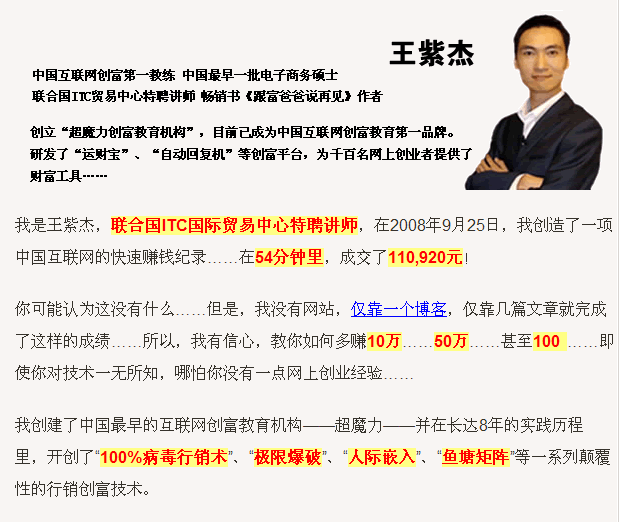 王紫杰
中国互联网创富第一教练 中国最早一批电子商务硕士
联合国ITC贸易中心特聘讲师 畅销书《跟富爸爸说再见》作者
创立“超魔力创富教育机构”，目前已成为中国互联网创富教育第一品牌。
研发了“运财宝”、“自动回复机”等创富平台，为千百名网上创业者提供了
财富工具……
我是王紫杰，联合国ITC国际贸易中心特聘讲师，在2008年9月25日，我创造了一项
中国互联网的快速赚钱纪录……在54分钟里，成交了110,920元!
你可能认为这没有什么……但是，我没有网站，仅靠一个博客，仅靠几篇文章就完成
了这样的成绩……所以，我有信心，教你如何多赚10万……50万……甚至100 ……即
使你对技术一无所知，哪怕你没有一点网上创业经验……
我创建了中国最早的互联网创富教育机构——超魔力——并在长达8年的实践历程
里，开创了“100%病毒行销术”、“极限爆破”、“人际嵌入”、“鱼塘矩阵”等一系列颠覆
性的行销创富技术。